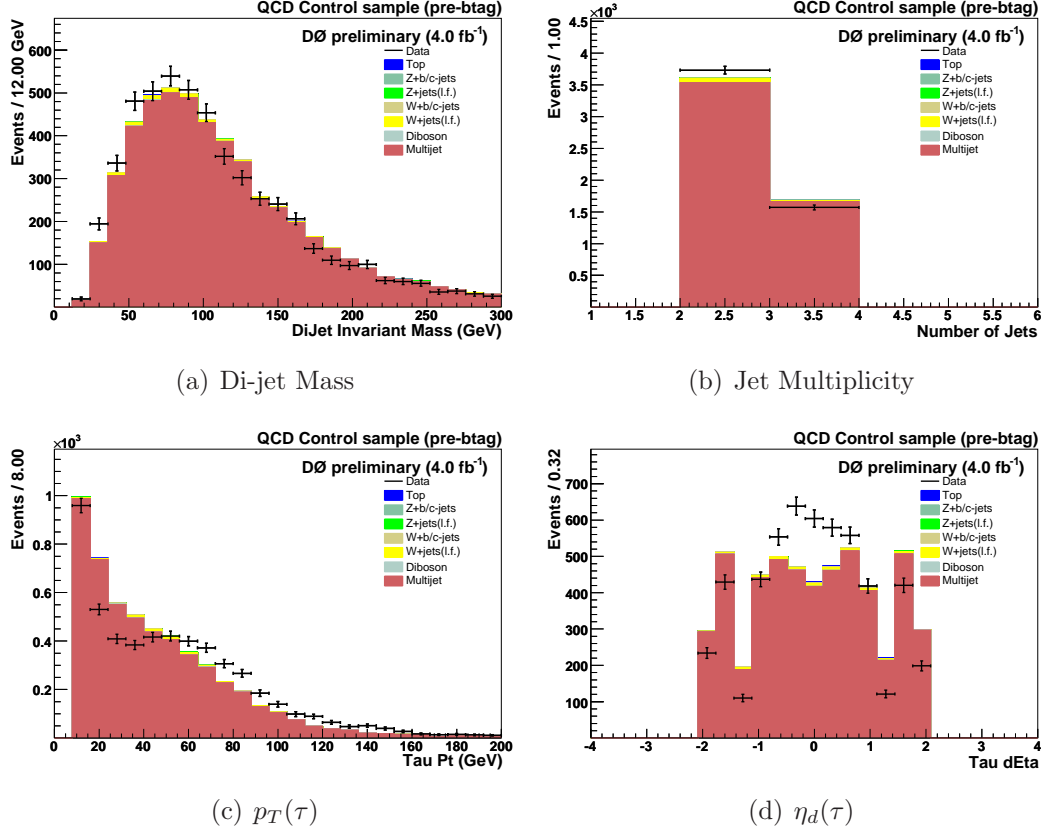 QCD Control sample (pre-btag)
DØ preliminary (4.0 fb-1)
Data
Top
Z+b/c-jets
Z+jets(l.f.)
W+b/c-jets
W+jets(l.f.)
Diboson
Multijet
Events / 12.00 GeV
600
500
400
300
200
100
0 50 100 150 200 250 300
DiJet Invariant Mass (GeV)
(a) Di-jet Mass
QCD Control sample (pre-btag)
×10³
DØ preliminary (4.0 fb-1)
Data
Top
Z+b/c-jets
Z+jets(l.f.)
W+b/c-jets
W+jets(l.f.)
Diboson
Multijet
Events / 1.00
4.5
4
3.5
3
2.5
2
1.5
1
0.5
1 1.5 2 2.5 3 3.5 4 4.5 5 5.5 6
Number of Jets
(b) Jet Multiplicity
QCD Control sample (pre-btag)
×10³
DØ preliminary (4.0 fb-1)
Data
Top
Z+b/c-jets
Z+jets(l.f.)
W+b/c-jets
W+jets(l.f.)
Diboson
Multijet
Events / 8.00
1
0.8
0.6
0.4
0.2
0 20 40 60 80 100 120 140 160 180 200
Tau Pt (GeV)
(c) pT(τ)
QCD Control sample (pre-btag)
DØ preliminary (4.0 fb-1)
Data
Top
Z+b/c-jets
Z+jets(l.f.)
W+b/c-jets
W+jets(l.f.)
Diboson
Multijet
Events / 0.32
700
600
500
400
300
200
100
-4 -3 -2 -1 0 1 2 3 4
Tau dEta
(d) ηd(τ)